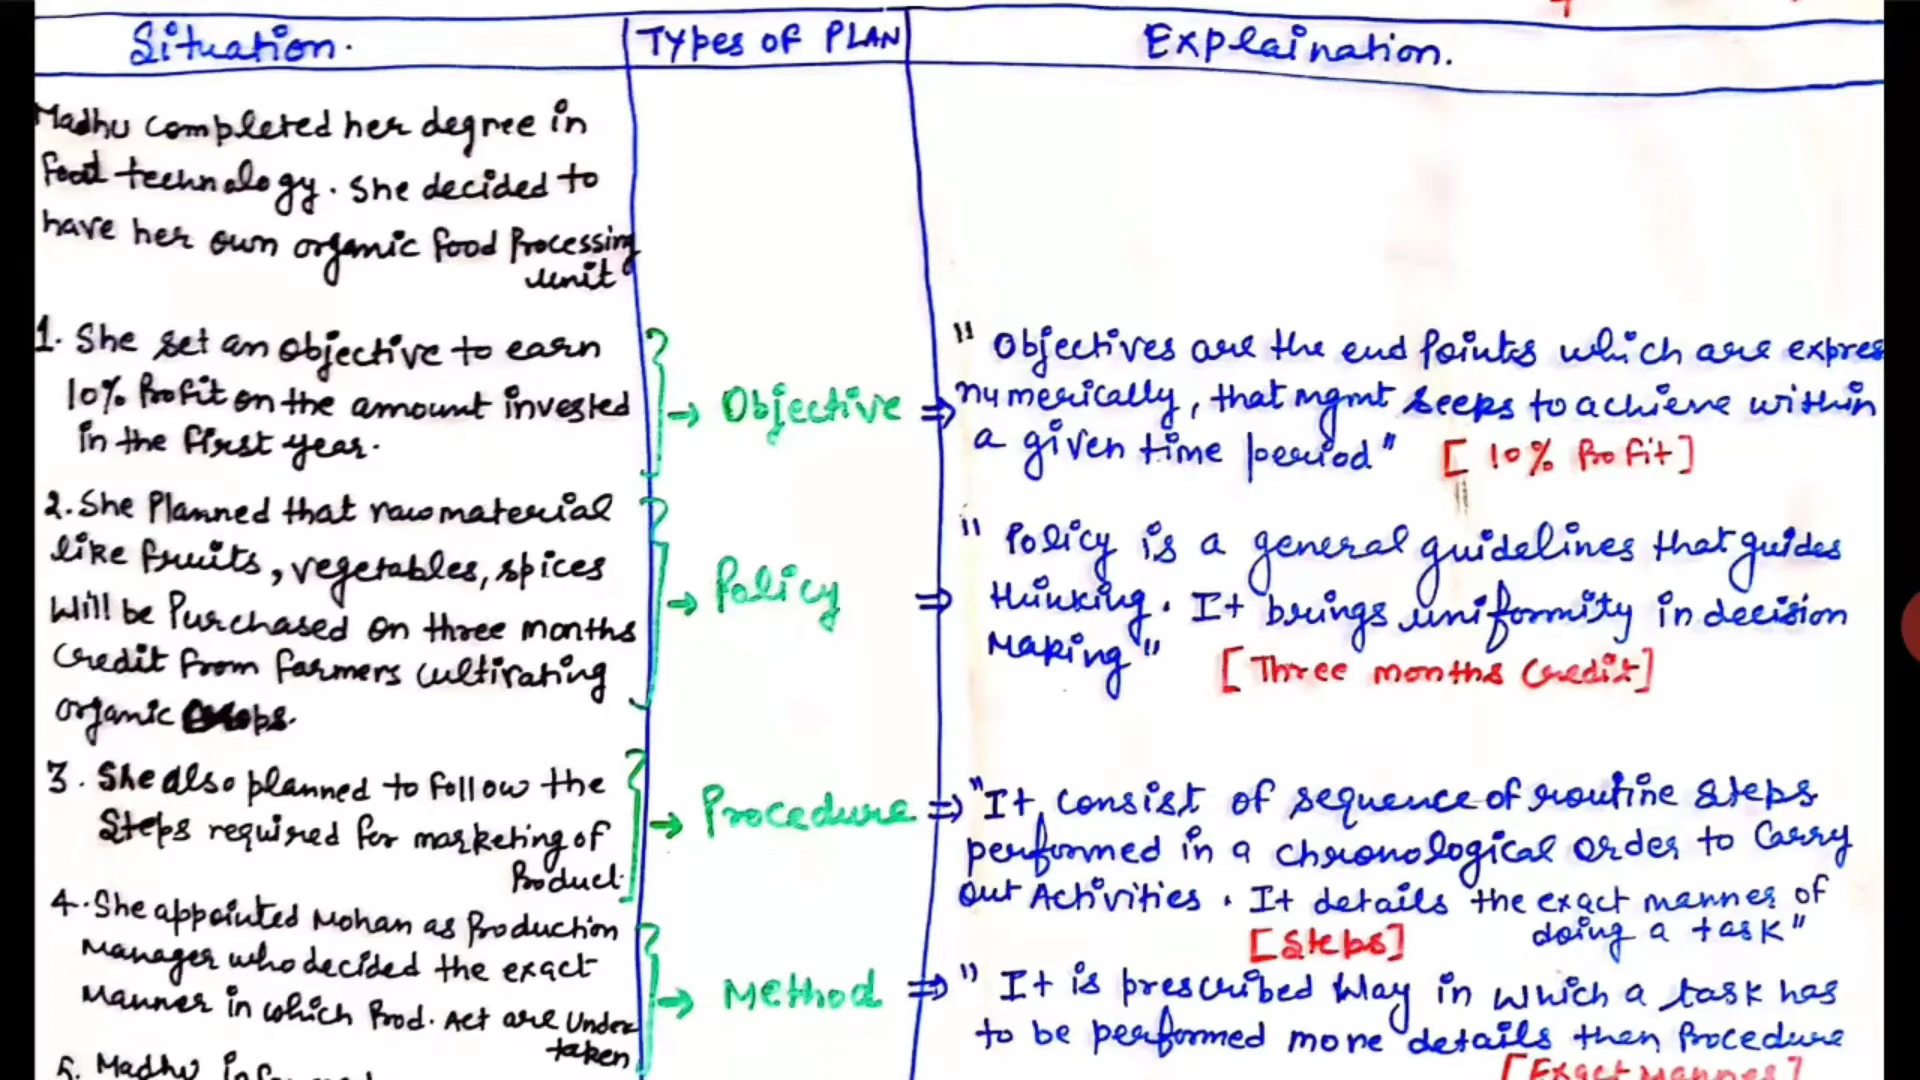 Situation.
TYPES OF PLAN
Explaination.
Madhu completed her degree in
food technology. She decided to
have her own organic food Processing
unit
1. She set an objective to earn
10% Profit on the amount invested
in the first year.
Objective
" Objectives are the end points which are expres
numerically, that mgmt seeks to achieve within
a given time period" [ 10% Profit]
2. She Planned that raw material
like fruits, vegetables, spices
Will be Purchased on three months
Credit from farmers cultivating
organic
Policy
" Policy is a general guidelines that guides
thinking. It brings uniformity in decision
Making"
[Three months Credit]
3. She also planned to follow the
Steps required for marketing of
Product.
Procedure
"It consist of sequence of routine steps
performed in a chronological order to Carry
Out Activities. It details the exact manner of
doing a task"
[Steps]
4. She appointed Mohan as Production
Manager who decided the exact
Manner in which Prod. Act are Under
taken
Method
" It is prescribed Way in which a task has
to be performed more details then Procedure
[Exact Manner]
5. Madhu informed